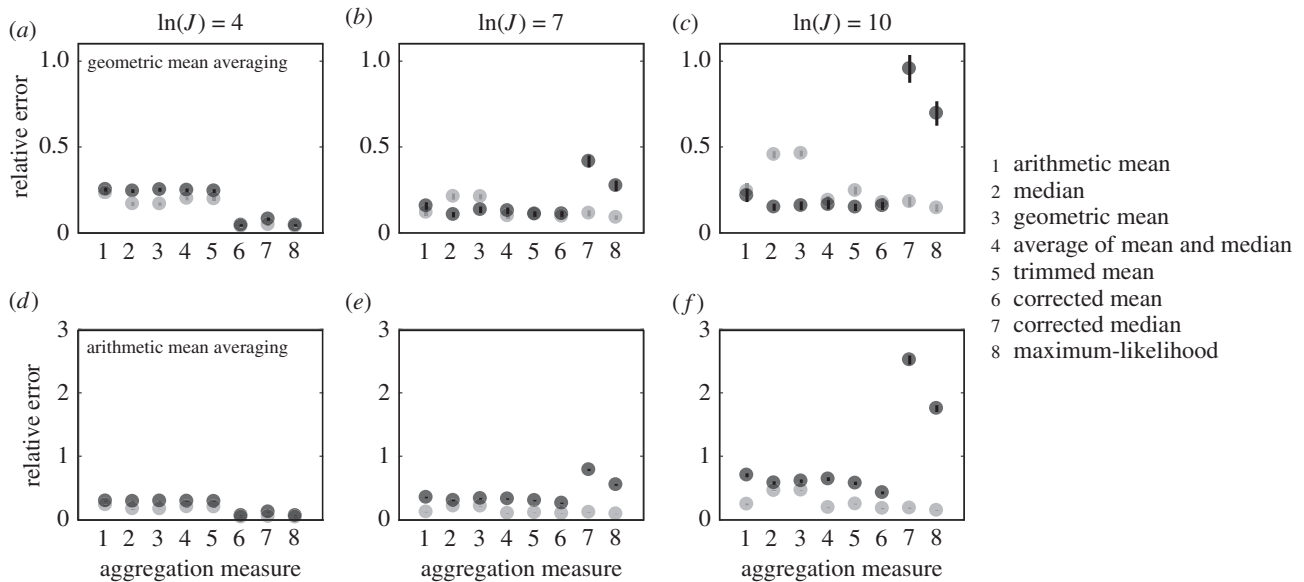 (a) ln(J) = 4
(b) ln(J) = 7
(c) ln(J) = 10
1.0
0.5
0
relative error
geometric mean averaging
1 2 3 4 5 6 7 8
1.0
0.5
0
1 2 3 4 5 6 7 8
1.0
0.5
0
1 2 3 4 5 6 7 8
(d)
3
2
1
0
relative error
arithmetic mean averaging
1 2 3 4 5 6 7 8
aggregation measure
(e)
3
2
1
0
1 2 3 4 5 6 7 8
aggregation measure
(f)
3
2
1
0
1 2 3 4 5 6 7 8
aggregation measure
1 arithmetic mean
2 median
3 geometric mean
4 average of mean and median
5 trimmed mean
6 corrected mean
7 corrected median
8 maximum-likelihood